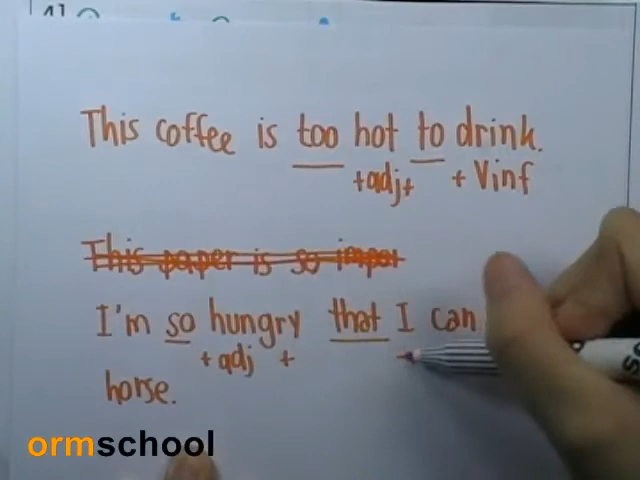 This coffee is too hot to drink.
+adj+ + Vinf
This paper is so impor
I'm so hungry that I can
+ adj +
horse.
ormschool